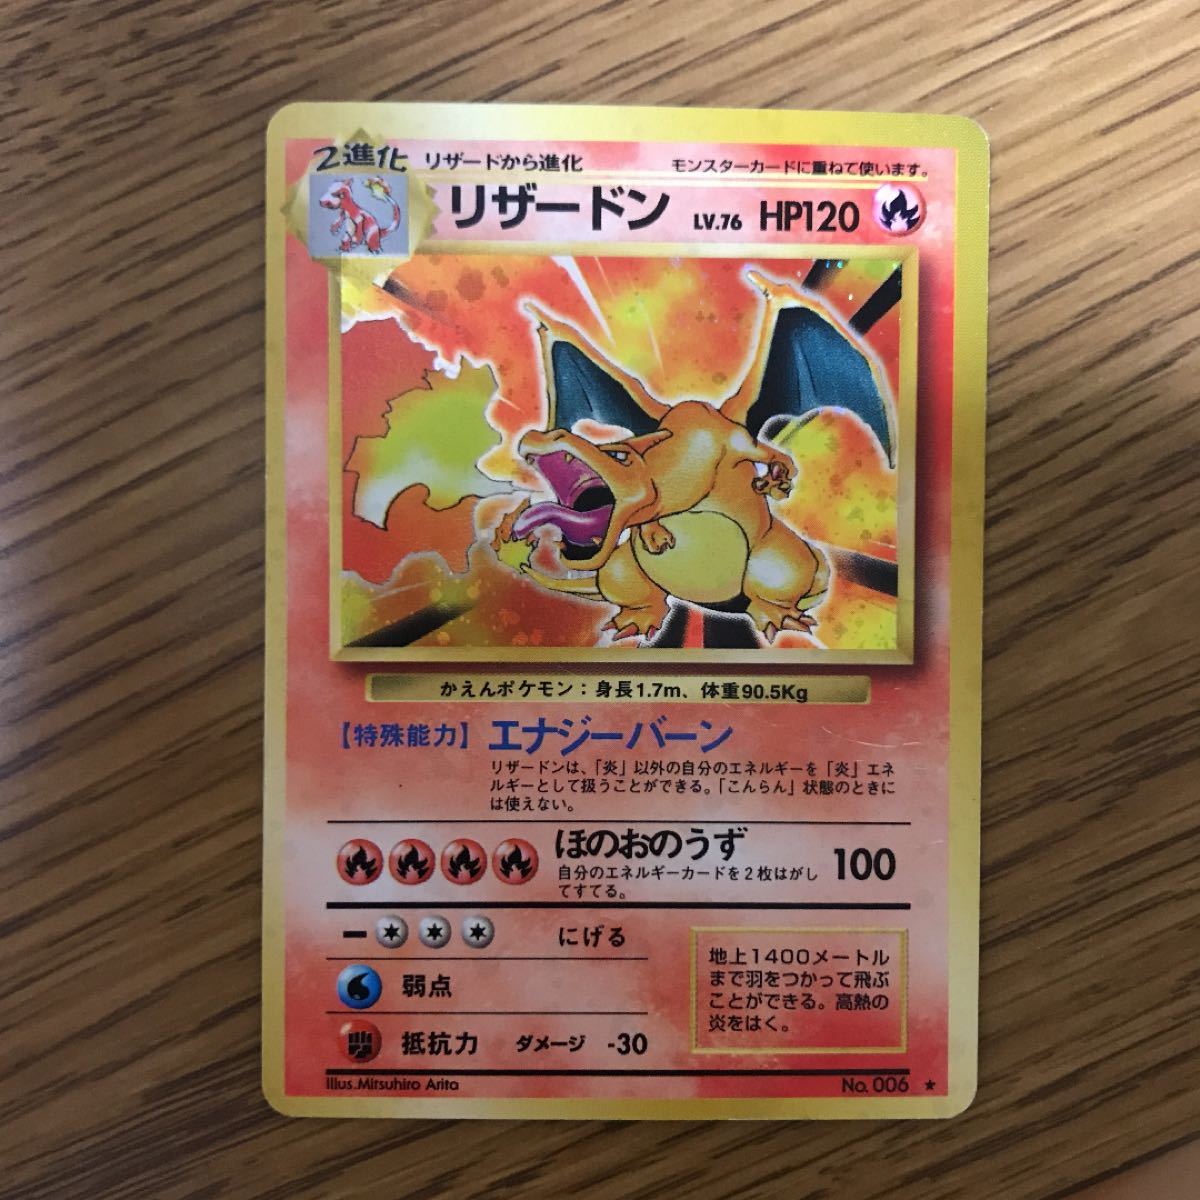 2進化 リザードから進化 モンスターカードに重ねて使います。
リザードン LV.76 HP120
かえんポケモン：身長1.7m、体重90.5Kg
【特殊能力】 エナジーバーン
リザードンは、「炎」以外の自分のエネルギーを「炎」エネ
ルギーとして扱うことができる。「こんらん」状態のときに
は使えない。
ほのおのうず 100
自分のエネルギーカードを2枚はがし
てすてる。
ー にげる
弱点
抵抗力 ダメージ -30
地上1400メートル
まで羽をつかって飛ぶ
ことができる。高熱の
炎をはく。
Illus.Mitsuhiro Arita
No. 006 ★